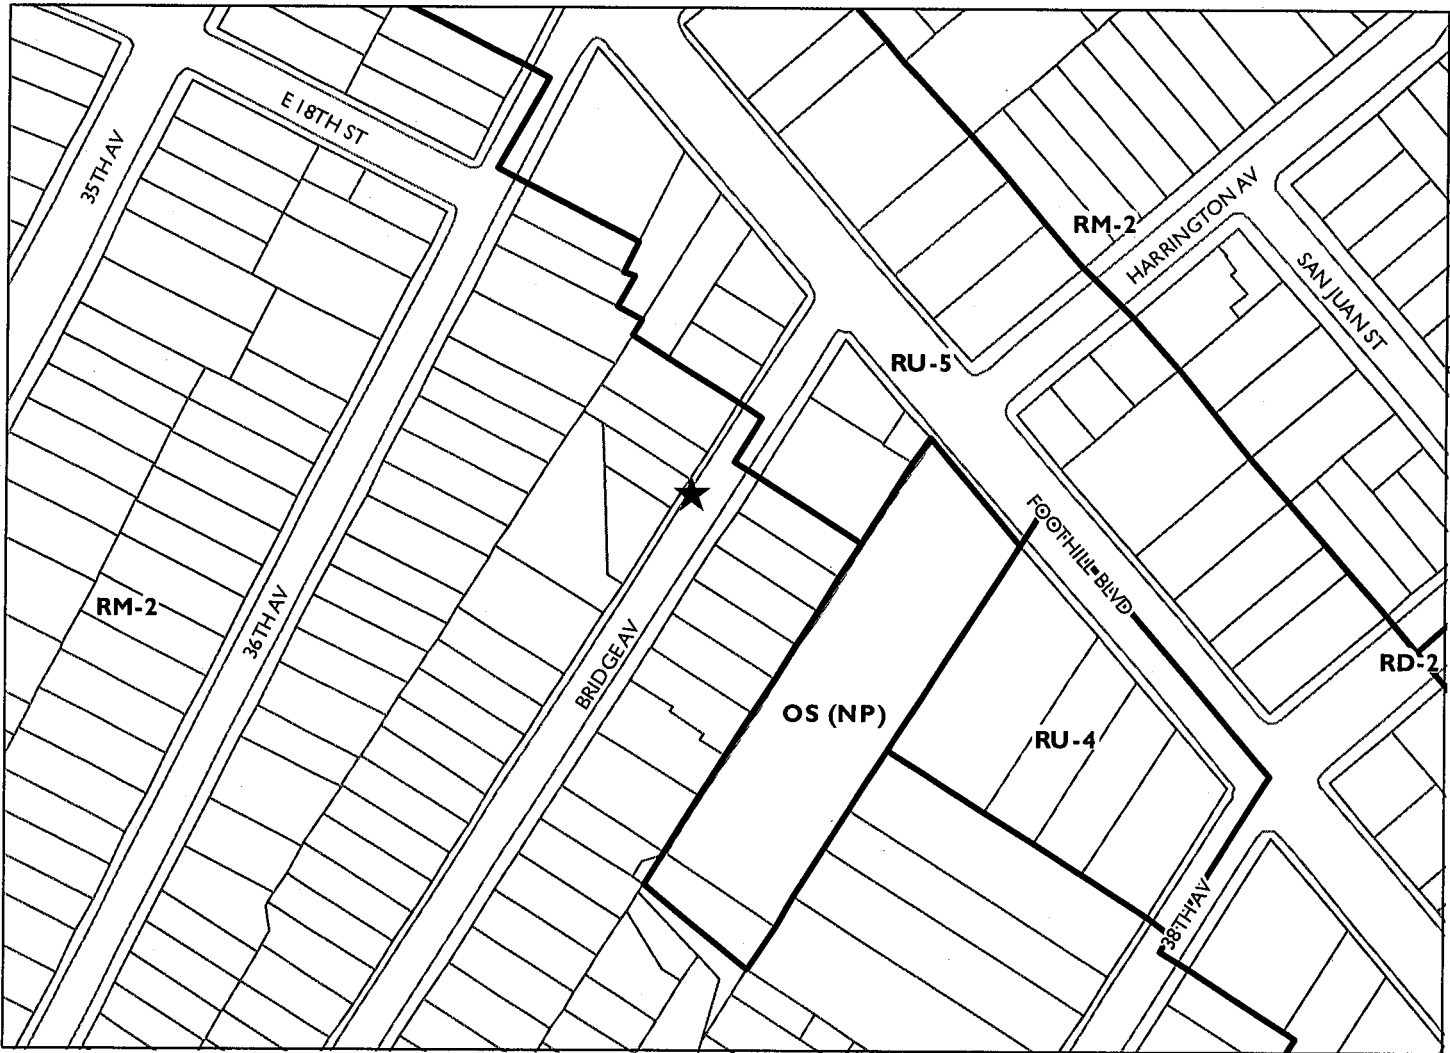 E 18TH ST
35TH AV
RM-2
HARRINGTON AV
SAN JUAN ST
RU-5
FOOTHILL BLVD
RM-2
36TH AV
BRIDGE AV
RD-2
OS (NP)
RU-4
38TH AV